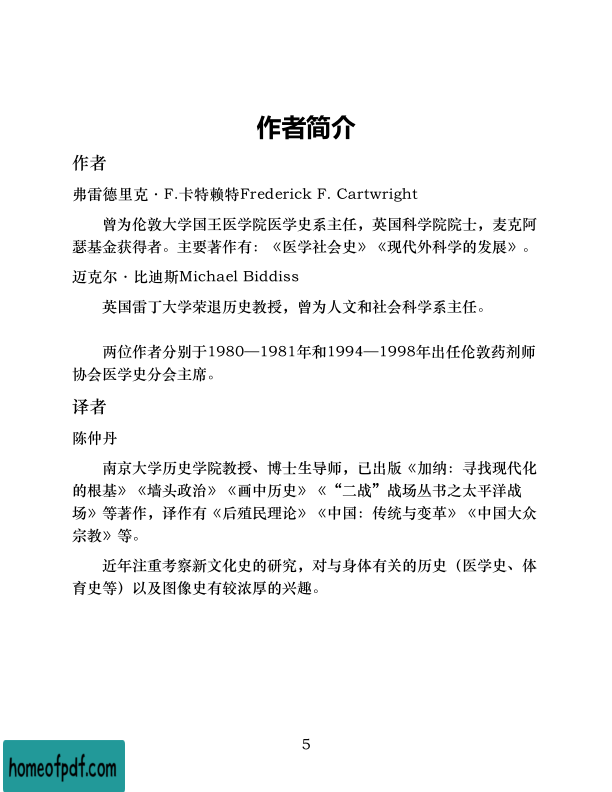 作者简介
作者
弗雷德里克·F.卡特赖特Frederick F. Cartwright
曾为伦敦大学国王医学院医学史系主任，英国科学院院士，麦克阿
瑟基金获得者。主要著作有：《医学社会史》《现代外科学的发展》。
迈克尔·比迪斯Michael Biddiss
英国雷丁大学荣退历史教授，曾为人文和社会科学系主任。
两位作者分别于1980—1981年和1994—1998年出任伦敦药剂师
协会医学史分会主席。
译者
陈仲丹
南京大学历史学院教授、博士生导师，已出版《加纳：寻找现代化
的根基》《墙头政治》《画中历史》《“二战”战场丛书之太平洋战
场》等著作，译作有《后殖民理论》《中国：传统与变革》《中国大众
宗教》等。
近年注重考察新文化史的研究，对与身体有关的历史（医学史、体
育史等）以及图像史有较浓厚的兴趣。
5
homeofpdf.com